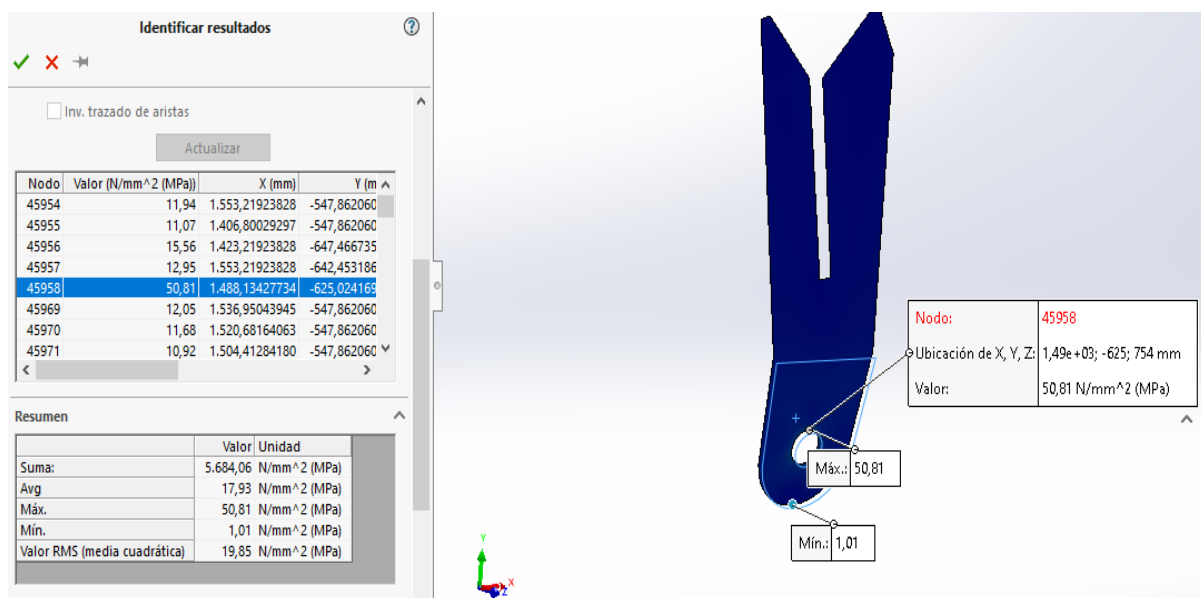 Identificar resultados
Inv. trazado de aristas
Actualizar
Nodo Valor (N/mm^2 (MPa)) X (mm) Y (m
45954 11,94 1.553,21923828 -547,862060
45955 11,07 1.406,80029297 -547,862060
45956 15,56 1.423,21923828 -647,466735
45957 12,95 1.553,21923828 -642,453186
45958 50,81 1.488,13427734 -625,024169
45969 12,05 1.536,95043945 -547,862060
45970 11,68 1.520,68164063 -547,862060
45971 10,92 1.504,41284180 -547,862060
Resumen
Valor Unidad
Suma: 5.684,06 N/mm^2 (MPa)
Avg 17,93 N/mm^2 (MPa)
Máx. 50,81 N/mm^2 (MPa)
Mín. 1,01 N/mm^2 (MPa)
Valor RMS (media cuadrática) 19,85 N/mm^2 (MPa)
Nodo: 45958
Ubicación de X, Y, Z: 1,49e+03; -625; 754 mm
Valor: 50,81 N/mm^2 (MPa)
Máx.: 50,81
Mín.: 1,01
Y
X
Z